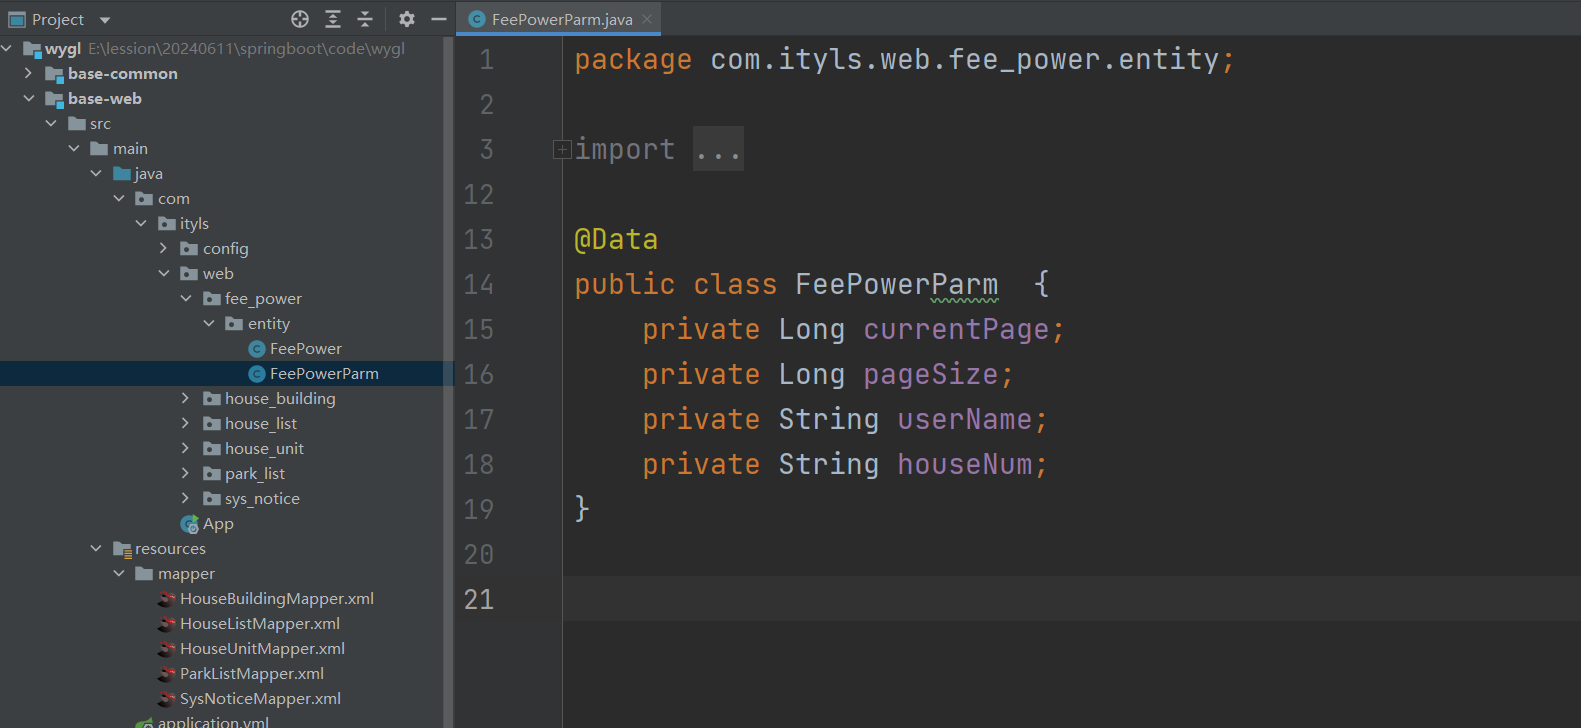 Project
FeePowerParm.java
wygl E:\lession\20240611\springboot\code\wygl
base-common
base-web
src
main
java
com
ityls
config
web
fee_power
entity
FeePower
FeePowerParm
house_building
house_list
house_unit
park_list
sys_notice
App
resources
mapper
HouseBuildingMapper.xml
HouseListMapper.xml
HouseUnitMapper.xml
ParkListMapper.xml
SysNoticeMapper.xml
application.yml
1 package com.ityls.web.fee_power.entity;
2
3 import ...
12
13 @Data
14 public class FeePowerParm  {
15     private Long currentPage;
16     private Long pageSize;
17     private String userName;
18     private String houseNum;
19 }
20
21